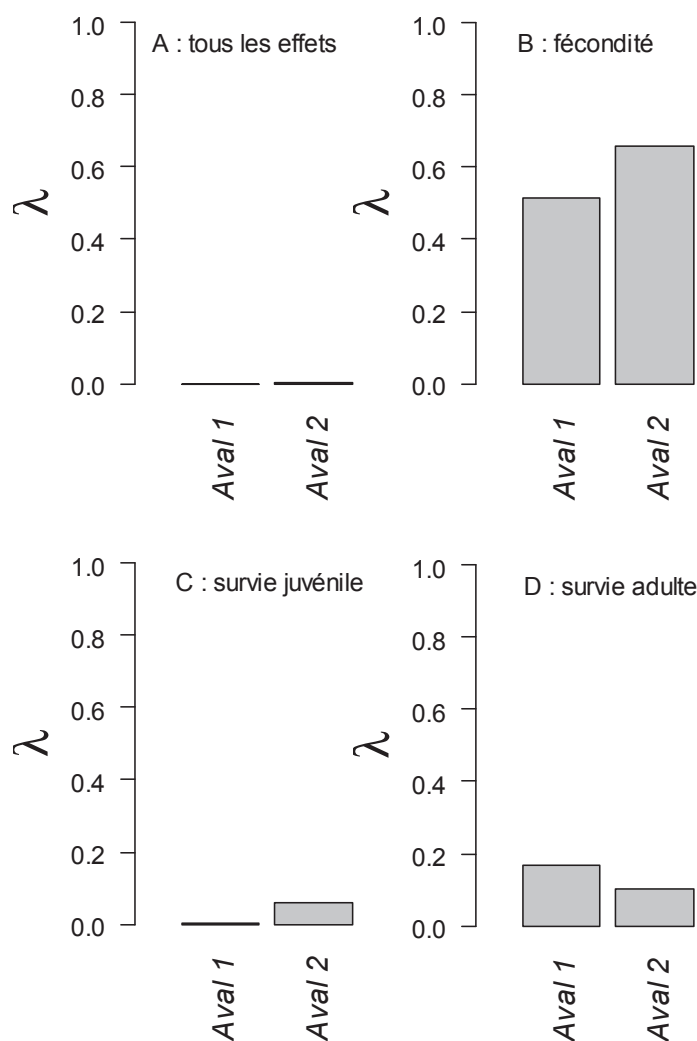 A : tous les effets
1.0
0.8
0.6
0.4
0.2
0.0
λ
Aval 1
Aval 2
B : fécondité
1.0
0.8
0.6
0.4
0.2
0.0
λ
Aval 1
Aval 2
C : survie juvénile
1.0
0.8
0.6
0.4
0.2
0.0
λ
Aval 1
Aval 2
D : survie adulte
1.0
0.8
0.6
0.4
0.2
0.0
λ
Aval 1
Aval 2